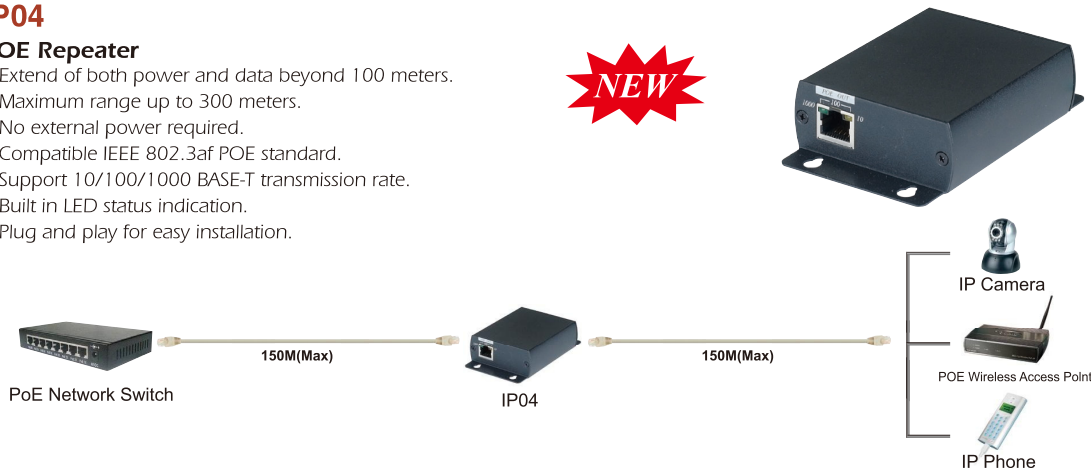 P04
OE Repeater
Extend of both power and data beyond 100 meters.
Maximum range up to 300 meters.
No external power required.
Compatible IEEE 802.3af POE standard.
Support 10/100/1000 BASE-T transmission rate.
Built in LED status indication.
Plug and play for easy installation.
NEW
POE OUT
1000
100
10
IP Camera
150M(Max)
150M(Max)
POE Wireless Access Point
PoE Network Switch
IP04
IP Phone